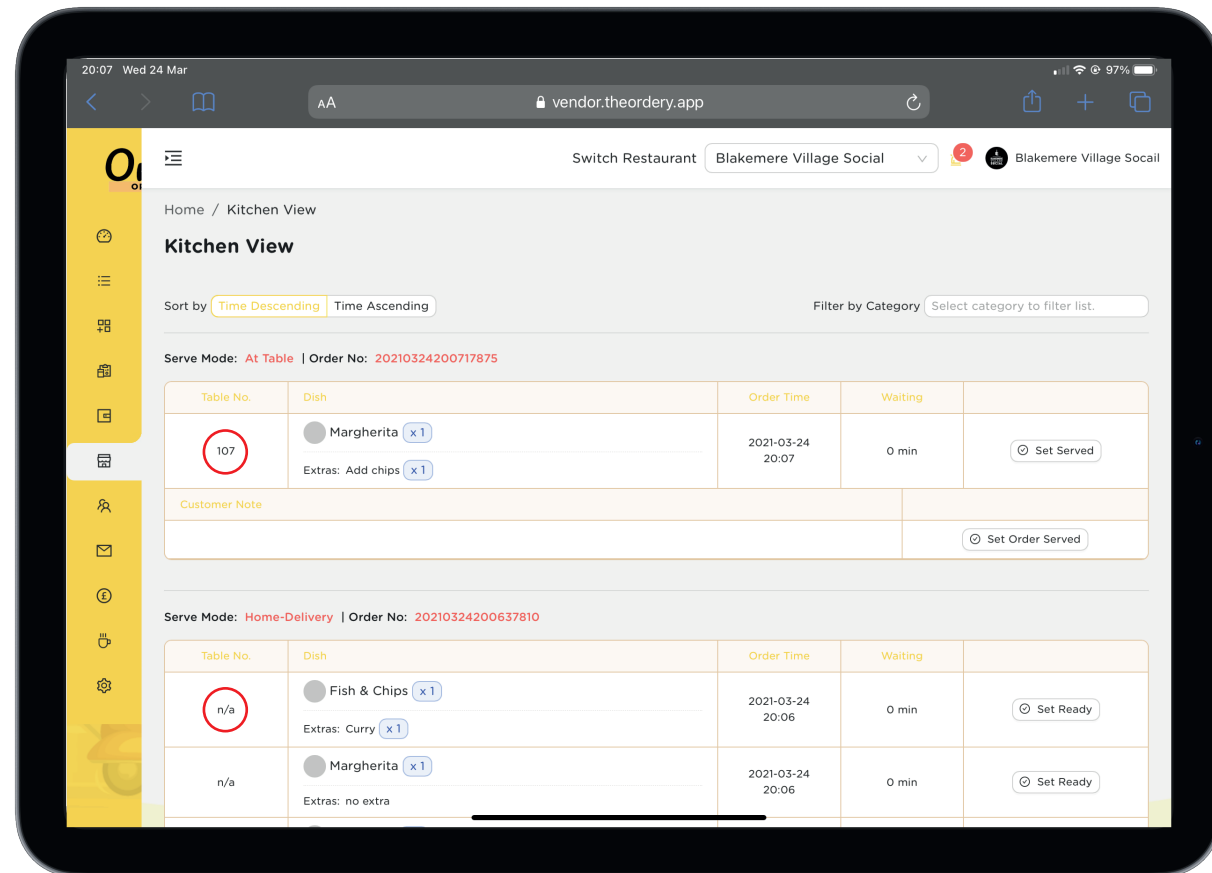 20:07 Wed 24 Mar
97%
AA
vendor.theordery.app
Switch Restaurant
Blakemere Village Social
2
Blakemere Village Socail
Home / Kitchen View
Kitchen View
Sort by Time Descending Time Ascending
Filter by Category Select category to filter list.
Serve Mode: At Table | Order No: 20210324200717875
Table No. Dish Order Time Waiting
107
Margherita x 1
Extras: Add chips x 1
2021-03-24
20:07
0 min
Set Served
Customer Note
Set Order Served
Serve Mode: Home-Delivery | Order No: 20210324200637810
Table No. Dish Order Time Waiting
n/a
Fish & Chips x 1
Extras: Curry x 1
2021-03-24
20:06
0 min
Set Ready
n/a
Margherita x 1
Extras: no extra
2021-03-24
20:06
0 min
Set Ready